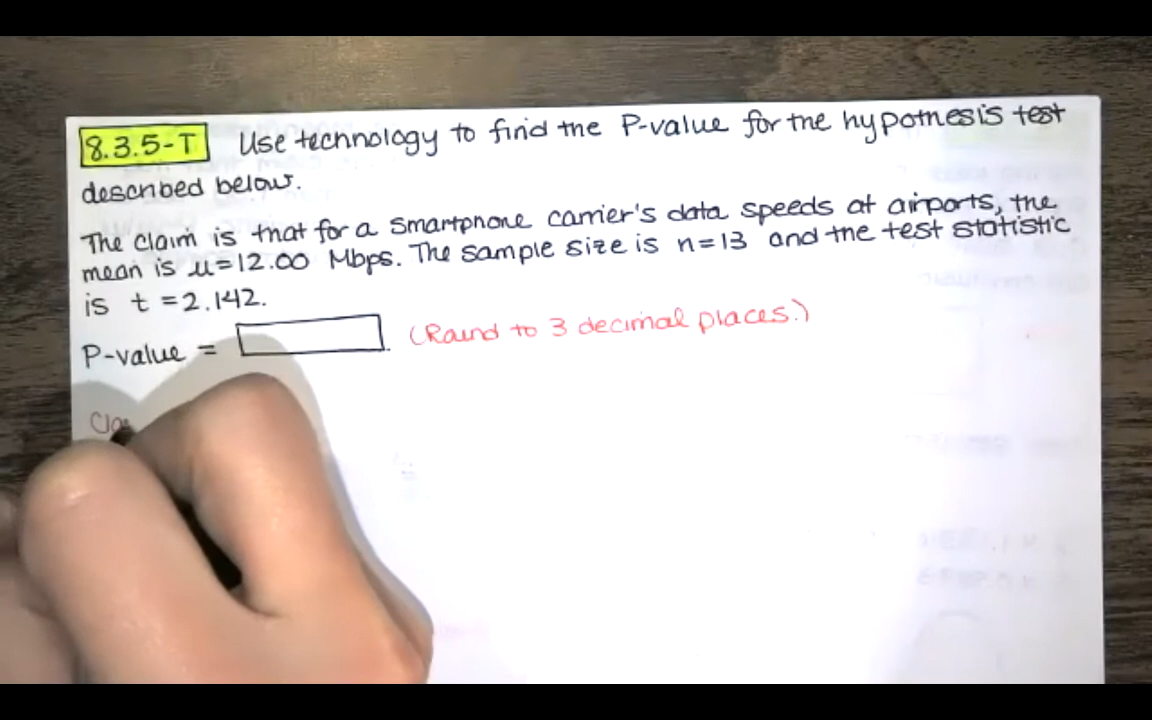 8.3.5-T Use technology to find the P-value for the hypothesis test
described below.
The claim is that for a smartphone carrier's data speeds at airports, the
mean is μ=12.00 Mbps. The sample size is n=13 and the test statistic
is t=2.142.
P-value = . (Round to 3 decimal places.)